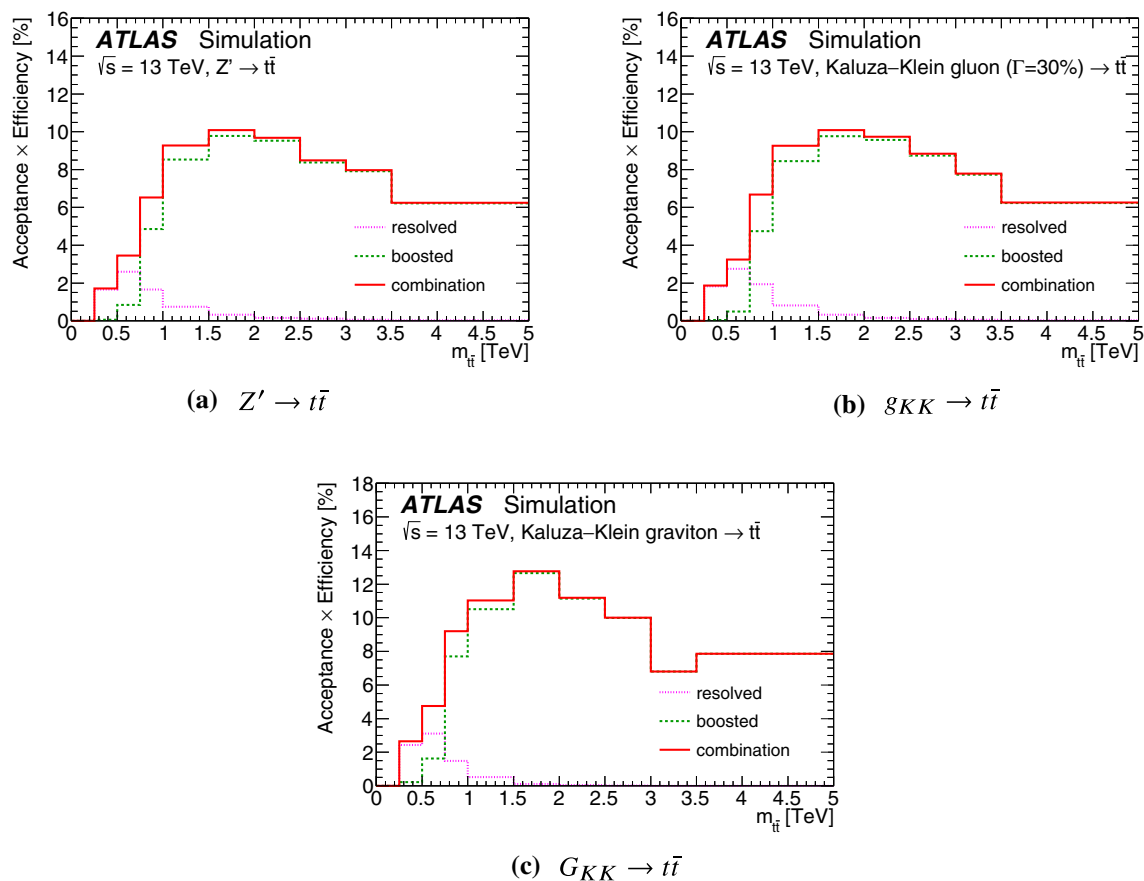 16
14
12
10
8
6
4
2
0
Acceptance × Efficiency [%]
ATLAS Simulation
√s = 13 TeV, Z' → tt̄
resolved
boosted
combination
0 0.5 1 1.5 2 2.5 3 3.5 4 4.5 5
m_tt̄ [TeV]
(a) Z′ → tt̄
16
14
12
10
8
6
4
2
0
Acceptance × Efficiency [%]
ATLAS Simulation
√s = 13 TeV, Kaluza–Klein gluon (Γ=30%) → tt̄
resolved
boosted
combination
0 0.5 1 1.5 2 2.5 3 3.5 4 4.5 5
m_tt̄ [TeV]
(b) g_KK → tt̄
18
16
14
12
10
8
6
4
2
0
Acceptance × Efficiency [%]
ATLAS Simulation
√s = 13 TeV, Kaluza–Klein graviton → tt̄
resolved
boosted
combination
0 0.5 1 1.5 2 2.5 3 3.5 4 4.5 5
m_tt̄ [TeV]
(c) G_KK → tt̄